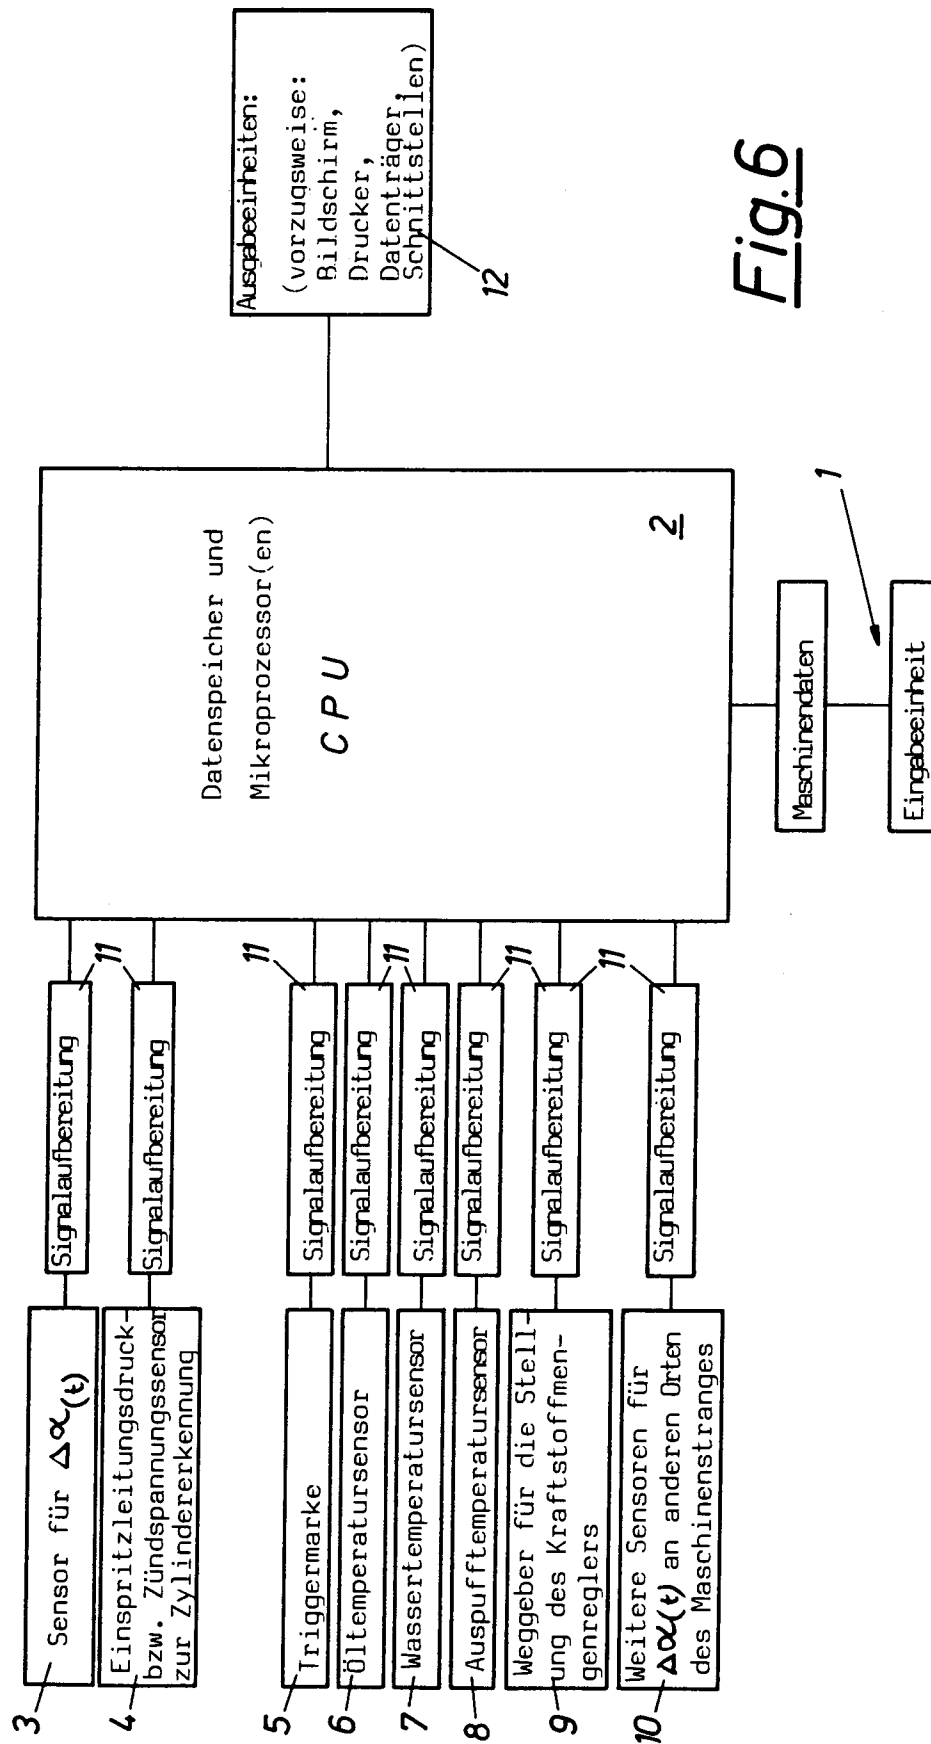 3
Sensor für Δα(t)
Signalaufbereitung
11
4
Einspritzleitungsdruck-
bzw. Zündspannungssensor
zur Zylindererkennung
Signalaufbereitung
5
Triggermarke
Signalaufbereitung
11
6
Öltemperatursensor
Signalaufbereitung
11
7
Wassertemperatursensor
Signalaufbereitung
8
Auspufftemperatursensor
Signalaufbereitung
11
9
Weggeber für die Stell-
ung des Kraftstoffmen-
genreglers
Signalaufbereitung
11
10
Weitere Sensoren für
Δα(t) an anderen Orten
des Maschinenstranges
Signalaufbereitung
Datenspeicher und
Mikroprozessor(en)
CPU
2
Maschinendaten
Eingabeeinheit
1
Ausgabeeinheiten:
(vorzugsweise:
Bildschirm,
Drucker,
Datenträger,
Schnittstellen)
12
Fig.6